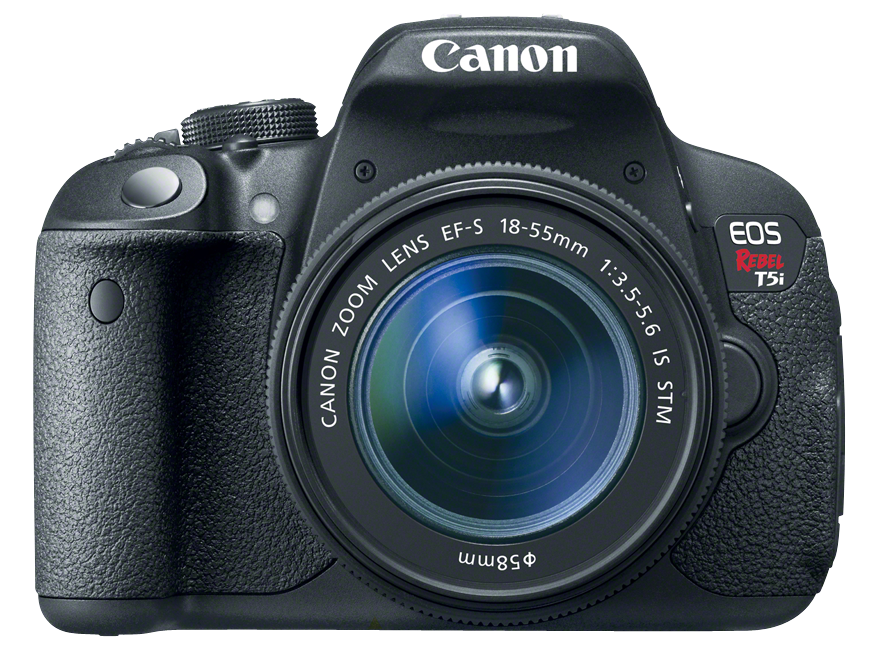 Canon
EOS
REBEL
T5i
CANON ZOOM LENS EF-S 18-55mm 1:3.5-5.6 IS STM
Φ58mm